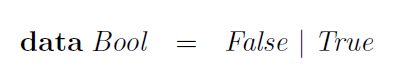 data Bool = False | True